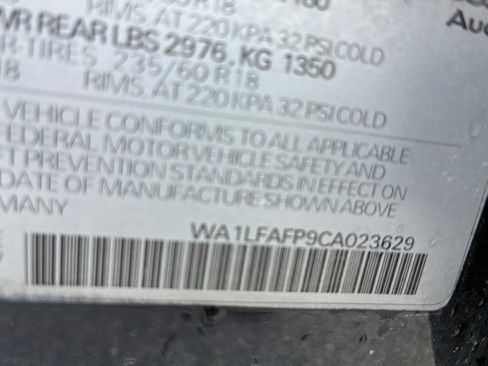 RIMS, AT 220 KPA 32 PSI COLD
WR REAR LBS 2976, KG 1350
R-TIRES 235/60 R18
RIMS, AT 220 KPA 32 PSI COLD
VEHICLE CONFORMS TO ALL APPLICABLE
FEDERAL MOTOR VEHICLE SAFETY AND
T PREVENTION STANDARDS IN EFFECT ON
DATE OF MANUFACTURE SHOWN ABOVE
MANY
WA1LFAFP9CA023629